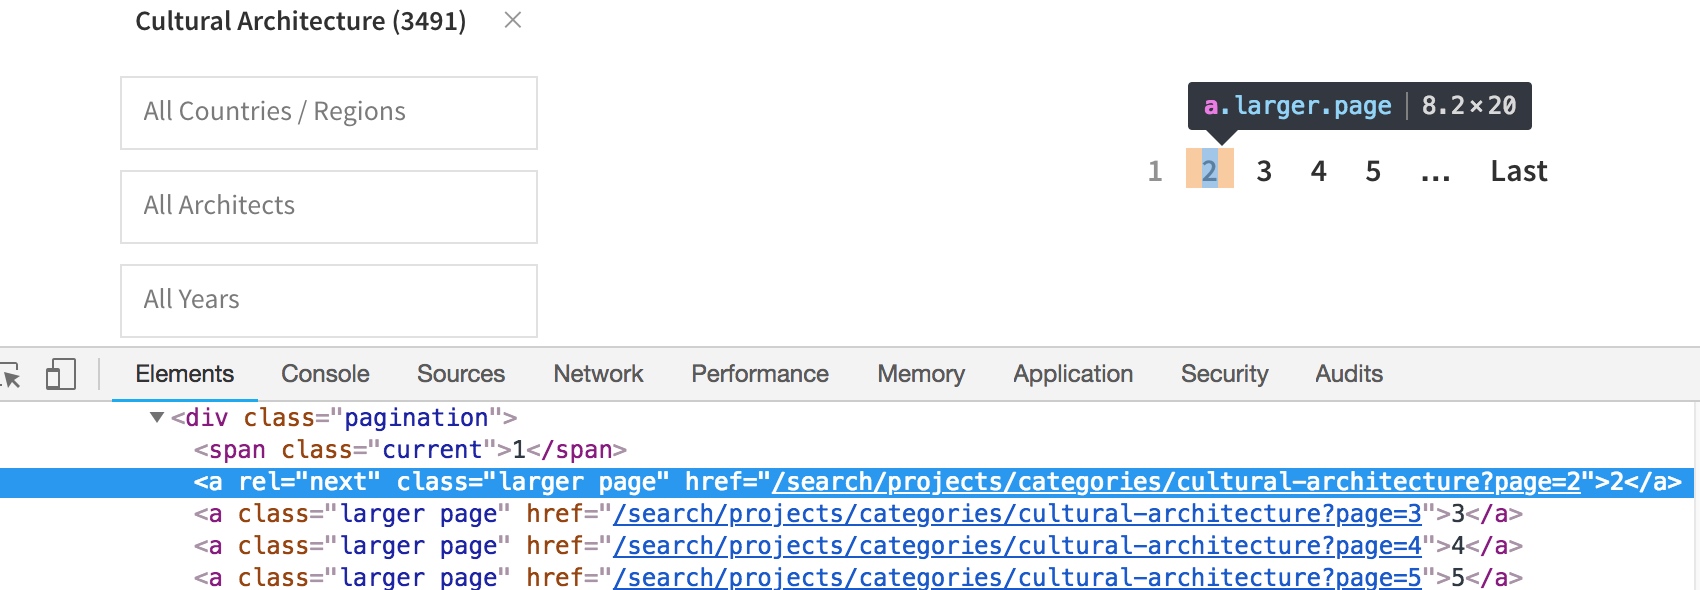 Cultural Architecture (3491) ×
All Countries / Regions
a.larger.page | 8.2×20
1 2 3 4 5 ... Last
All Architects
All Years
Elements Console Sources Network Performance Memory Application Security Audits
▼<div class="pagination">
<span class="current">1</span>
<a rel="next" class="larger page" href="/search/projects/categories/cultural-architecture?page=2">2</a>
<a class="larger page" href="/search/projects/categories/cultural-architecture?page=3">3</a>
<a class="larger page" href="/search/projects/categories/cultural-architecture?page=4">4</a>
<a class="larger page" href="/search/projects/categories/cultural-architecture?page=5">5</a>